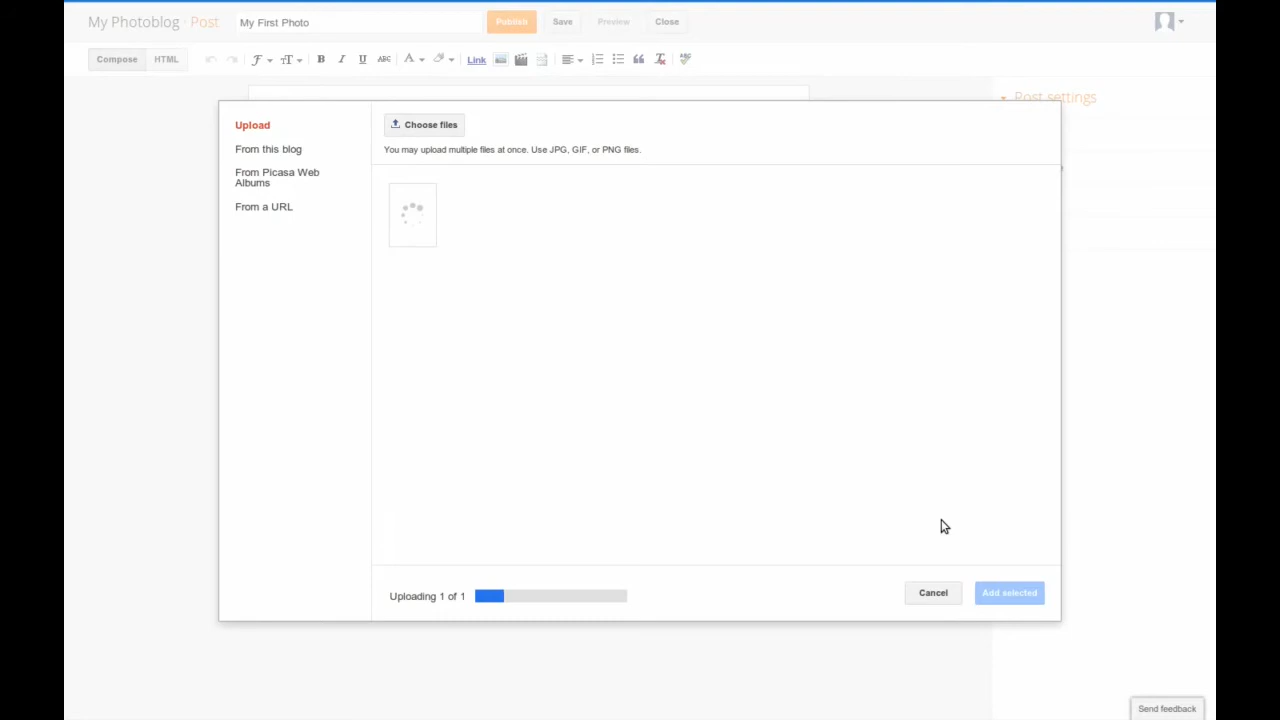 My Photoblog · Post My First Photo Publish Save Preview Close
Compose HTML B I U ABC A Link
Post settings
Upload
Choose files
From this blog
You may upload multiple files at once. Use JPG, GIF, or PNG files.
From Picasa Web
Albums
From a URL
Uploading 1 of 1
Cancel Add selected
Send feedback